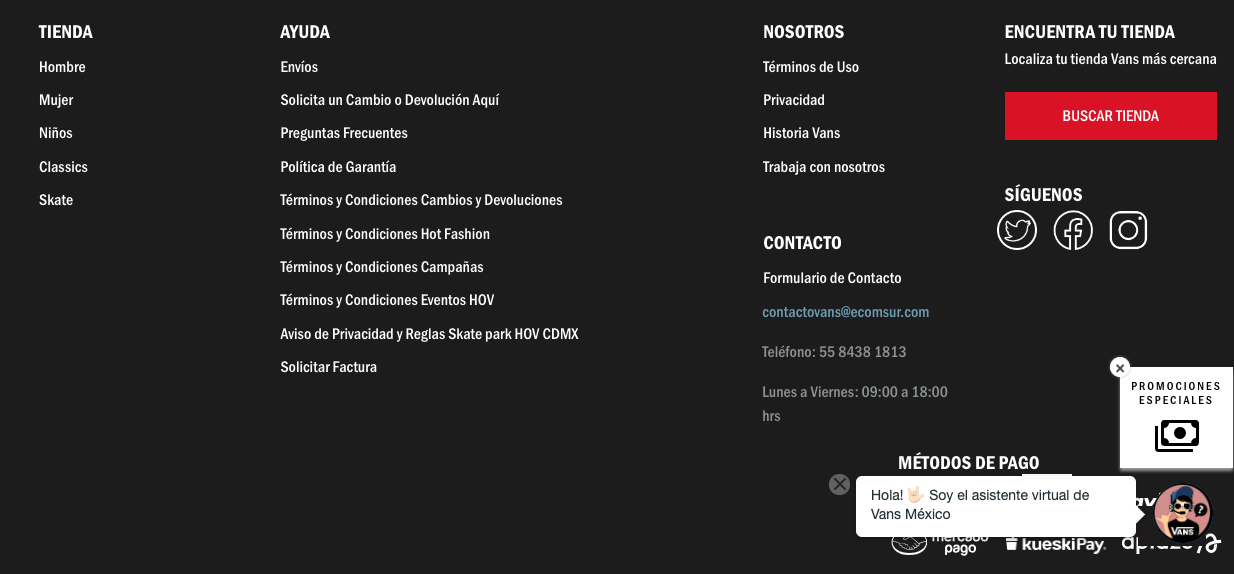 TIENDA
Hombre
Mujer
Niños
Classics
Skate
AYUDA
Envíos
Solicita un Cambio o Devolución Aquí
Preguntas Frecuentes
Política de Garantía
Términos y Condiciones Cambios y Devoluciones
Términos y Condiciones Hot Fashion
Términos y Condiciones Campañas
Términos y Condiciones Eventos HOV
Aviso de Privacidad y Reglas Skate park HOV CDMX
Solicitar Factura
NOSOTROS
Términos de Uso
Privacidad
Historia Vans
Trabaja con nosotros
CONTACTO
Formulario de Contacto
contactovans@ecomsur.com
Teléfono: 55 8438 1813
Lunes a Viernes: 09:00 a 18:00
hrs
ENCUENTRA TU TIENDA
Localiza tu tienda Vans más cercana
BUSCAR TIENDA
SÍGUENOS
PROMOCIONES
ESPECIALES
MÉTODOS DE PAGO
Hola! 🤟🏻 Soy el asistente virtual de
Vans México
?
VANS
mercado
pago
kueskiPay.